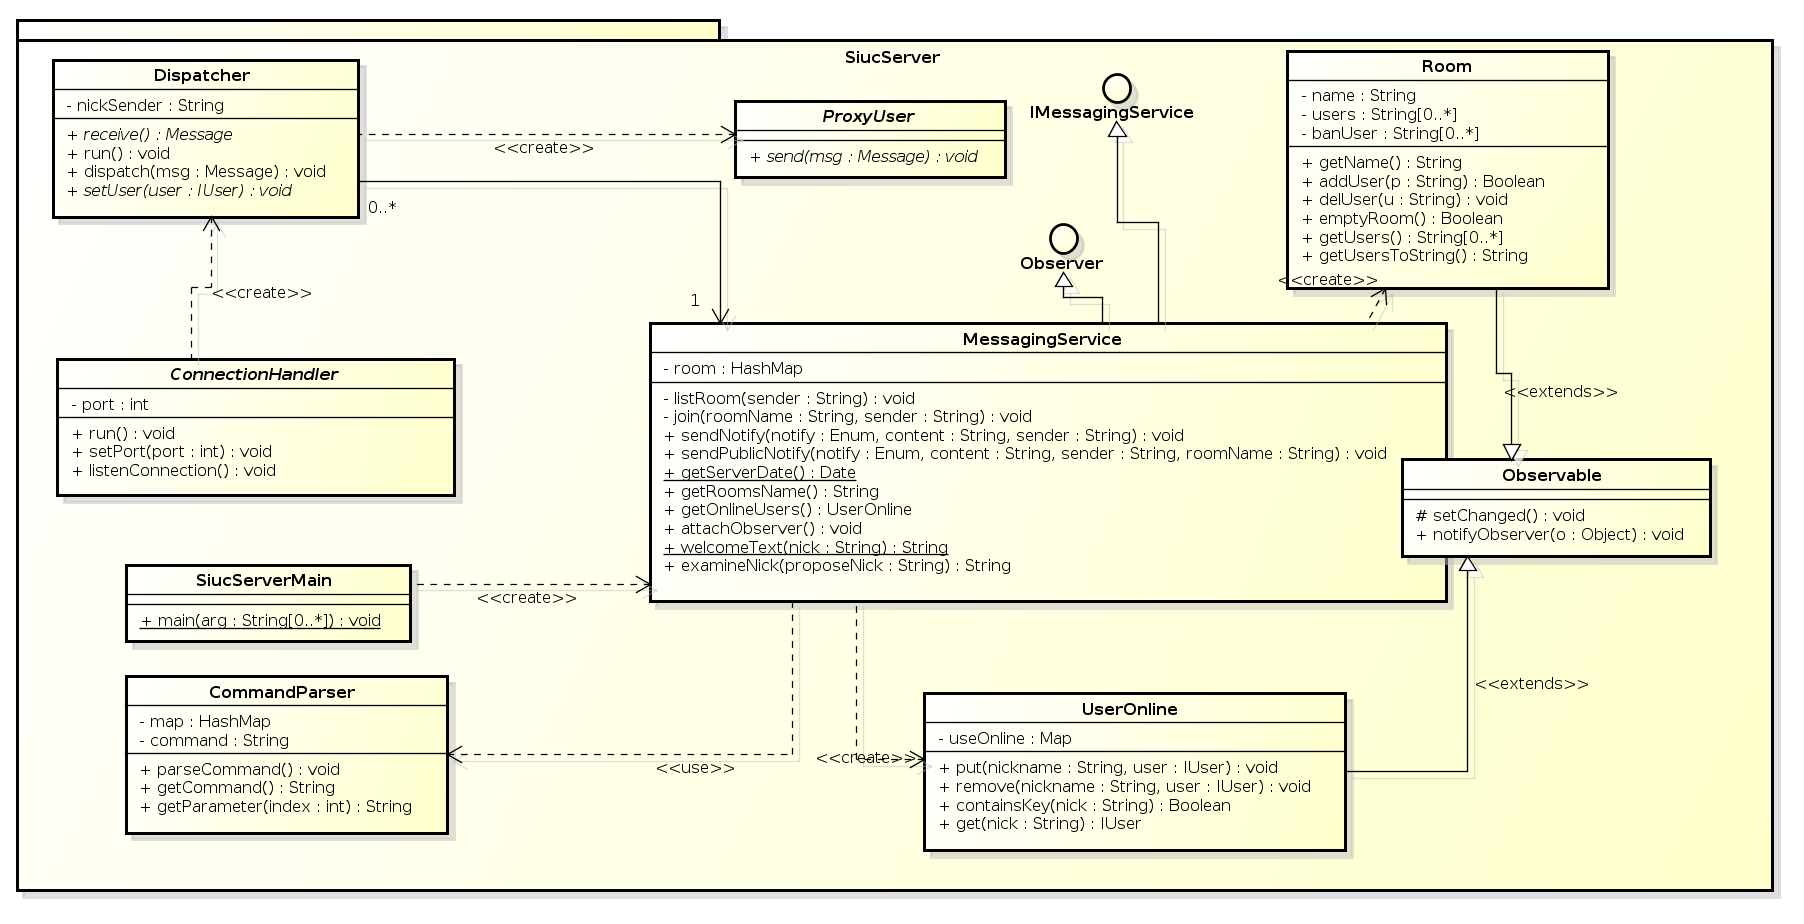 SiucServer
Dispatcher
- nickSender : String
+ receive() : Message
+ run() : void
+ dispatch(msg : Message) : void
+ setUser(user : IUser) : void
0..*
<<create>>
ProxyUser
+ send(msg : Message) : void
IMessagingService
Observer
Room
- name : String
- users : String[0..*]
- banUser : String[0..*]
+ getName() : String
+ addUser(p : String) : Boolean
+ delUser(u : String) : void
+ emptyRoom() : Boolean
+ getUsers() : String[0..*]
+ getUsersToString() : String
<<create>>
<<create>>
1
ConnectionHandler
- port : int
+ run() : void
+ setPort(port : int) : void
+ listenConnection() : void
MessagingService
- room : HashMap
- listRoom(sender : String) : void
- join(roomName : String, sender : String) : void
+ sendNotify(notify : Enum, content : String, sender : String) : void
+ sendPublicNotify(notify : Enum, content : String, sender : String, roomName : String) : void
+ getServerDate() : Date
+ getRoomsName() : String
+ getOnlineUsers() : UserOnline
+ attachObserver() : void
+ welcomeText(nick : String) : String
+ examineNick(proposeNick : String) : String
<<extends>>
Observable
# setChanged() : void
+ notifyObserver(o : Object) : void
SiucServerMain
+ main(arg : String[0..*]) : void
<<create>>
CommandParser
- map : HashMap
- command : String
+ parseCommand() : void
+ getCommand() : String
+ getParameter(index : int) : String
<<use>>
<<create>>
UserOnline
- useOnline : Map
+ put(nickname : String, user : IUser) : void
+ remove(nickname : String, user : IUser) : void
+ containsKey(nick : String) : Boolean
+ get(nick : String) : IUser
<<extends>>